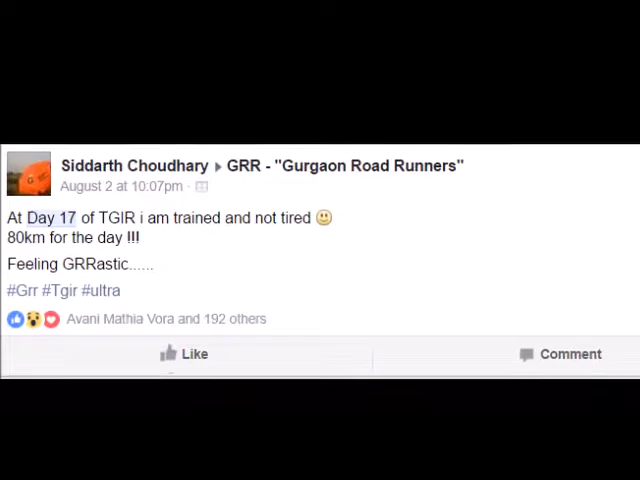 Siddarth Choudhary ▸ GRR - "Gurgaon Road Runners"
August 2 at 10:07pm ·
At Day 17 of TGIR i am trained and not tired 🙂
80km for the day !!!
Feeling GRRastic......
#Grr #Tgir #ultra
Avani Mathia Vora and 192 others
Like Comment